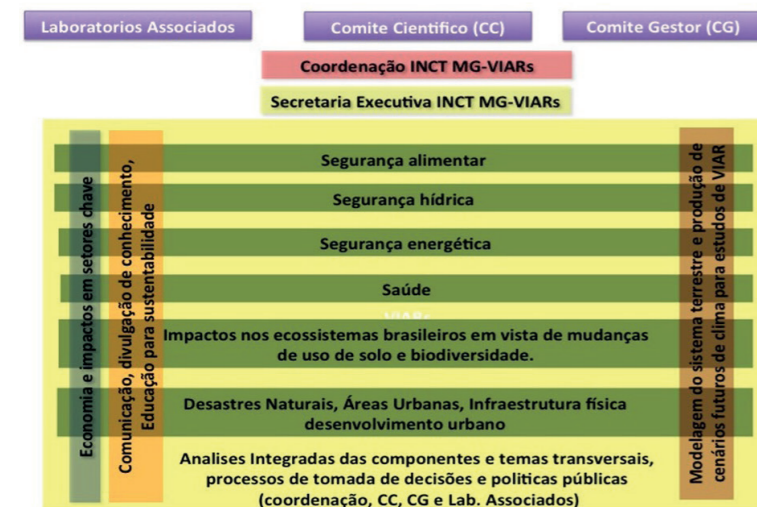 Laboratorios Associados
Comite Científico (CC)
Comite Gestor (CG)
Coordenação INCT MG-VIARs
Secretaria Executiva INCT MG-VIARs
Economia e impactos em setores chave
Comunicação, divulgação de conhecimento,
Educação para sustentabilidade
Segurança alimentar
Segurança hídrica
Segurança energética
Saúde
VIARs
Impactos nos ecossistemas brasileiros em vista de mudanças
de uso de solo e biodiversidade.
Desastres Naturais, Áreas Urbanas, Infraestrutura física
desenvolvimento urbano
Analises Integradas das componentes e temas transversais,
processos de tomada de decisões e politicas públicas
(coordenação, CC, CG e Lab. Associados)
Modelagem do sistema terrestre e produção de
cenários futuros de clima para estudos de VIAR